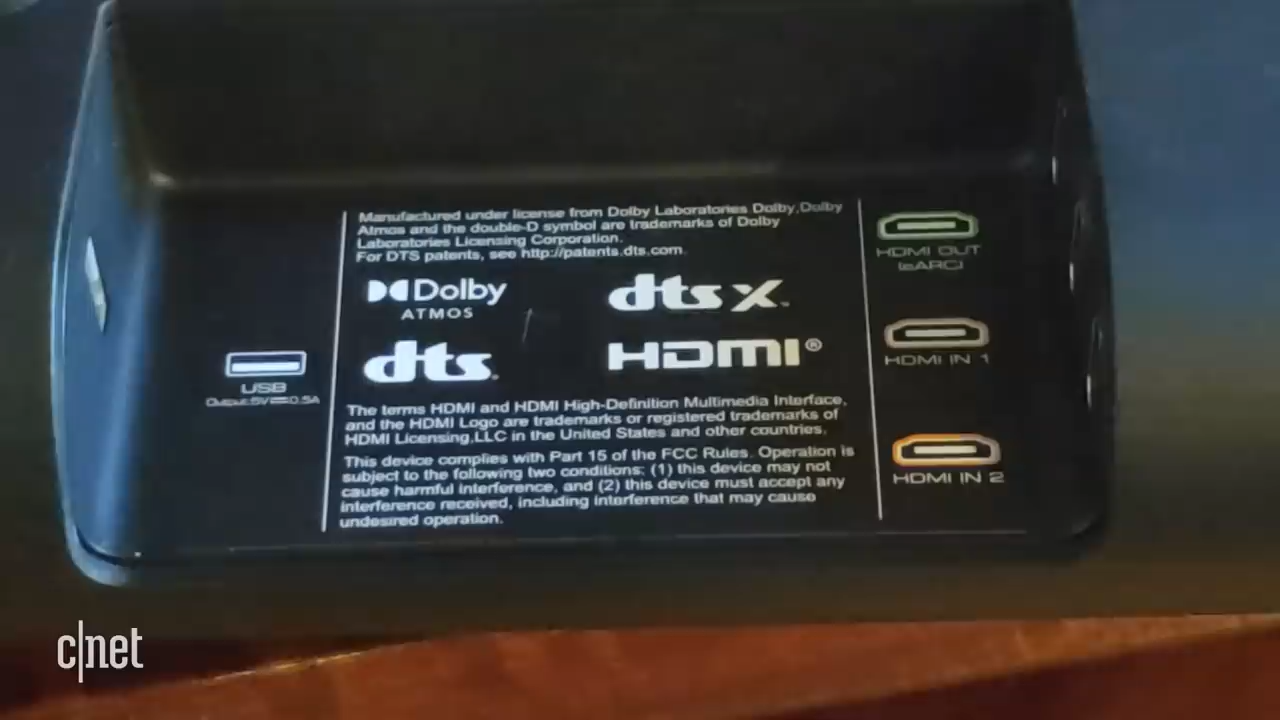 Manufactured under license from Dolby Laboratories Dolby,Dolby
Atmos and the double-D symbol are trademarks of Dolby
Laboratories Licensing Corporation.
For DTS patents, see http://patents.dts.com.
Dolby
ATMOS
dts X™
dts.
HDMI®
The terms HDMI and HDMI High-Definition Multimedia Interface,
and the HDMI Logo are trademarks or registered trademarks of
HDMI Licensing,LLC in the United States and other countries.
This device complies with Part 15 of the FCC Rules. Operation is
subject to the following two conditions: (1) this device may not
cause harmful interference, and (2) this device must accept any
interference received, including interference that may cause
undesired operation.
USB
Output:5V⎓0.5A
HDMI OUT
(eARC)
HDMI IN 1
HDMI IN 2
c|net